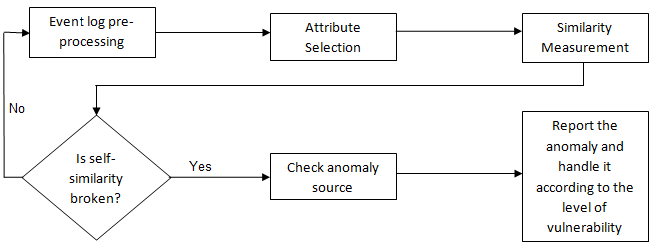 Event log pre-
processing
Attribute
Selection
Similarity
Measurement
No
Is self-
similarity
broken?
Yes
Check anomaly
source
Report the
anomaly and
handle it
according to the
level of
vulnerability